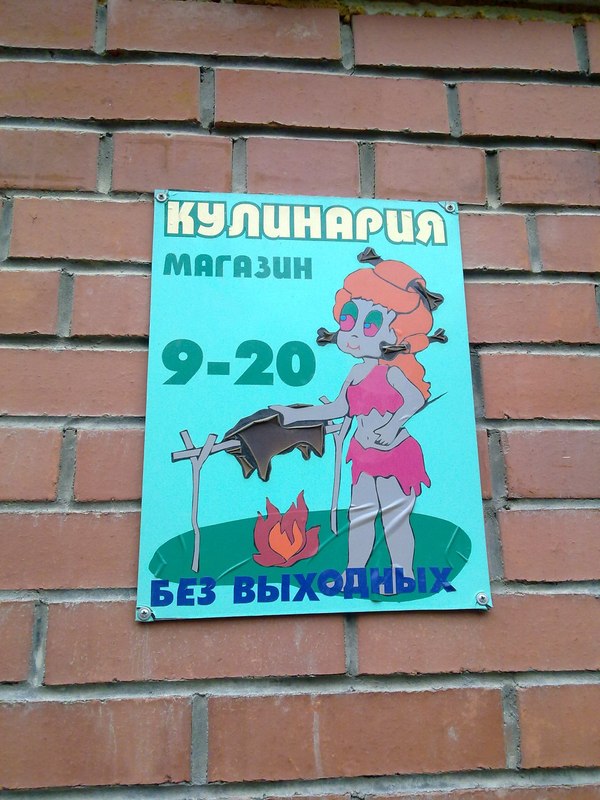 КУЛИНАРИЯ
МАГАЗИН
9-20
БЕЗ ВЫХОДНЫХ